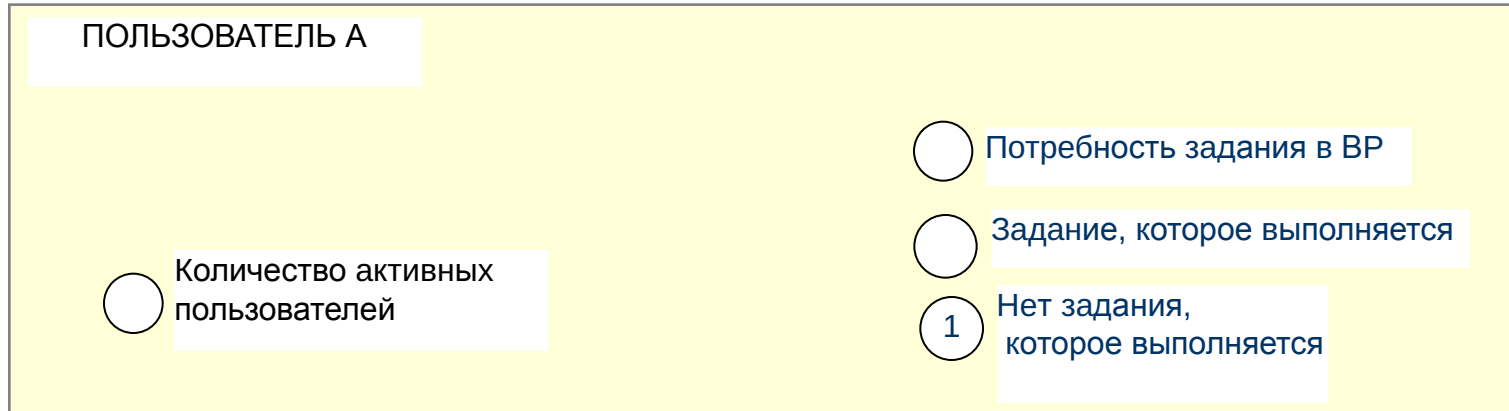 ПОЛЬЗОВАТЕЛЬ А
Потребность задания в ВР
Задание, которое выполняется
Количество активных
пользователей
1
Нет задания,
которое выполняется